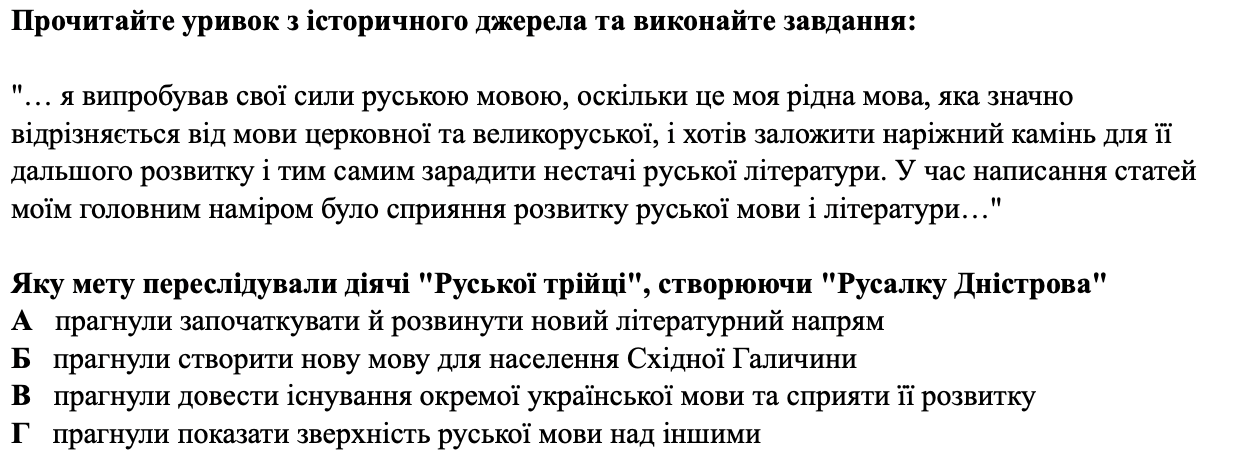 Прочитайте уривок з історичного джерела та виконайте завдання:
"… я випробував свої сили руською мовою, оскільки це моя рідна мова, яка значно
відрізняється від мови церковної та великоруської, і хотів заложити наріжний камінь для її
дальшого розвитку і тим самим зарадити нестачі руської літератури. У час написання статей
моїм головним наміром було сприяння розвитку руської мови і літератури…"
Яку мету переслідували діячі "Руської трійці", створюючи "Русалку Дністрова"
А прагнули започаткувати й розвинути новий літературний напрям
Б прагнули створити нову мову для населення Східної Галичини
В прагнули довести існування окремої української мови та сприяти її розвитку
Г прагнули показати зверхність руської мови над іншими